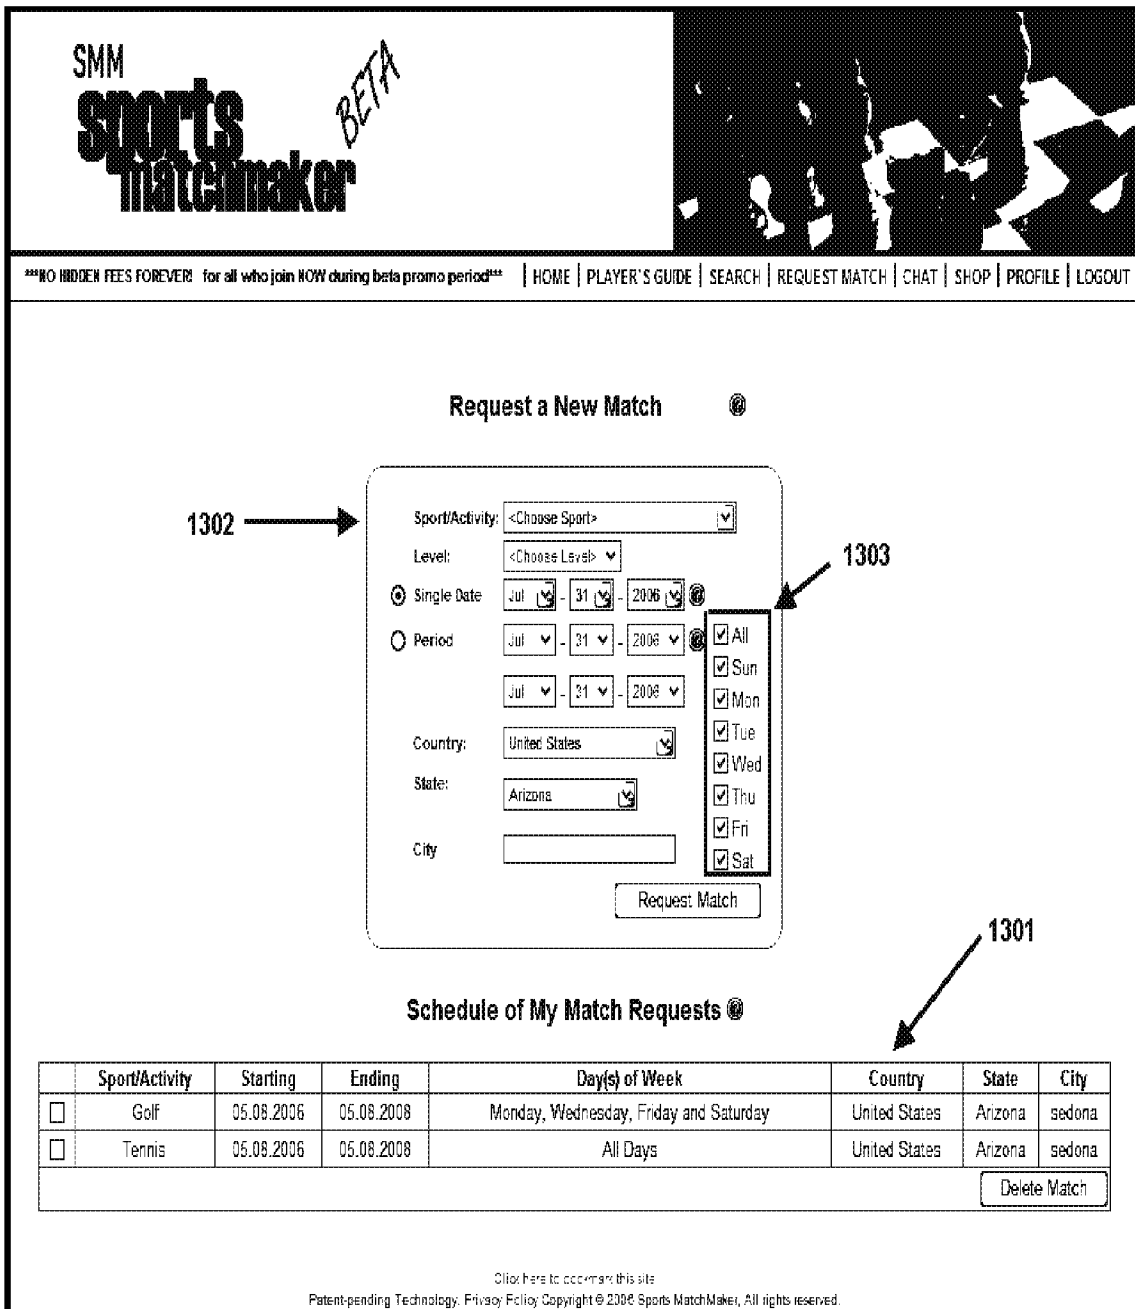 SMM
sports
matchmaker
BETA
***NO HIDDEN FEES FOREVER! for all who join NOW during beta promo period*** | HOME | PLAYER'S GUIDE | SEARCH | REQUEST MATCH | CHAT | SHOP | PROFILE | LOGOUT
Request a New Match ?
1302
Sport/Activity: <Choose Sport>
Level: <Choose Level>
1303
Single Date Jul - 31 - 2006 ?
Period Jul - 31 - 2006 ?
Jul - 31 - 2006
All
Sun
Mon
Tue
Wed
Thu
Fri
Sat
Country: United States
State: Arizona
City
Request Match
1301
Schedule of My Match Requests ?
Sport/Activity Starting Ending Day(s) of Week Country State City
Golf 05.08.2006 05.08.2008 Monday, Wednesday, Friday and Saturday United States Arizona sedona
Tennis 05.08.2006 05.08.2008 All Days United States Arizona sedona
Delete Match
Click here to bookmark this site
Patent-pending Technology. Privacy Policy Copyright © 2006 Sports MatchMaker, All rights reserved.